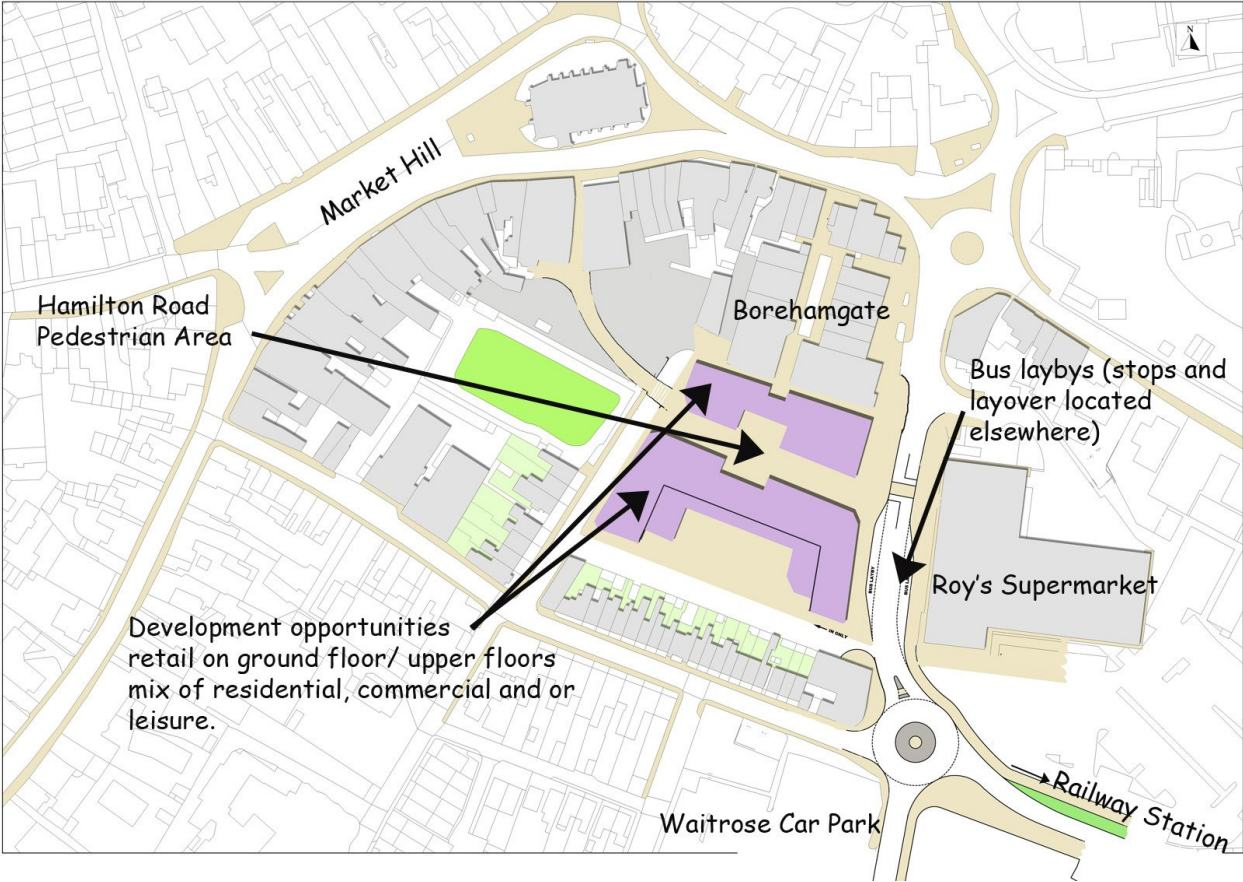 N
Market Hill
Hamilton Road
Pedestrian Area
Borehamgate
Bus laybys (stops and
layover located
elsewhere)
BUS LAYBY
Roy's Supermarket
IN ONLY
Development opportunities
retail on ground floor/ upper floors
mix of residential, commercial and or
leisure.
Railway Station
Waitrose Car Park